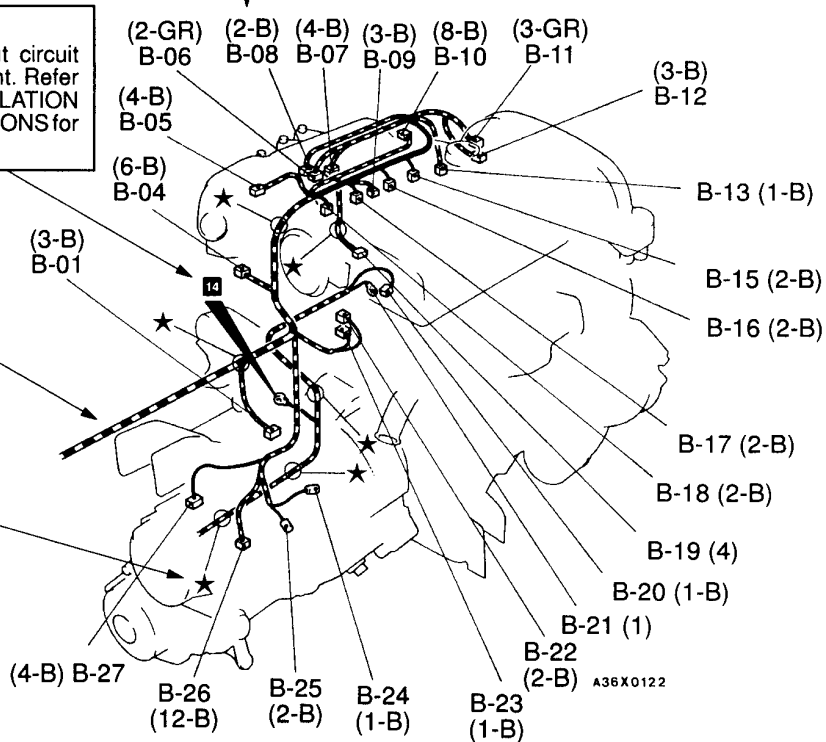 t circuit
nt. Refer
LATION
ONS for
(2-GR)
B-06
(2-B)
B-08
(4-B)
B-07
(3-B)
B-09
(8-B)
B-10
(3-GR)
B-11
(3-B)
B-12
(4-B)
B-05
(6-B)
B-04
(3-B)
B-01
14
B-13 (1-B)
B-15 (2-B)
B-16 (2-B)
B-17 (2-B)
B-18 (2-B)
B-19 (4)
B-20 (1-B)
B-21 (1)
B-22
(2-B)
A36X0122
B-23
(1-B)
B-24
(1-B)
B-25
(2-B)
B-26
(12-B)
(4-B) B-27